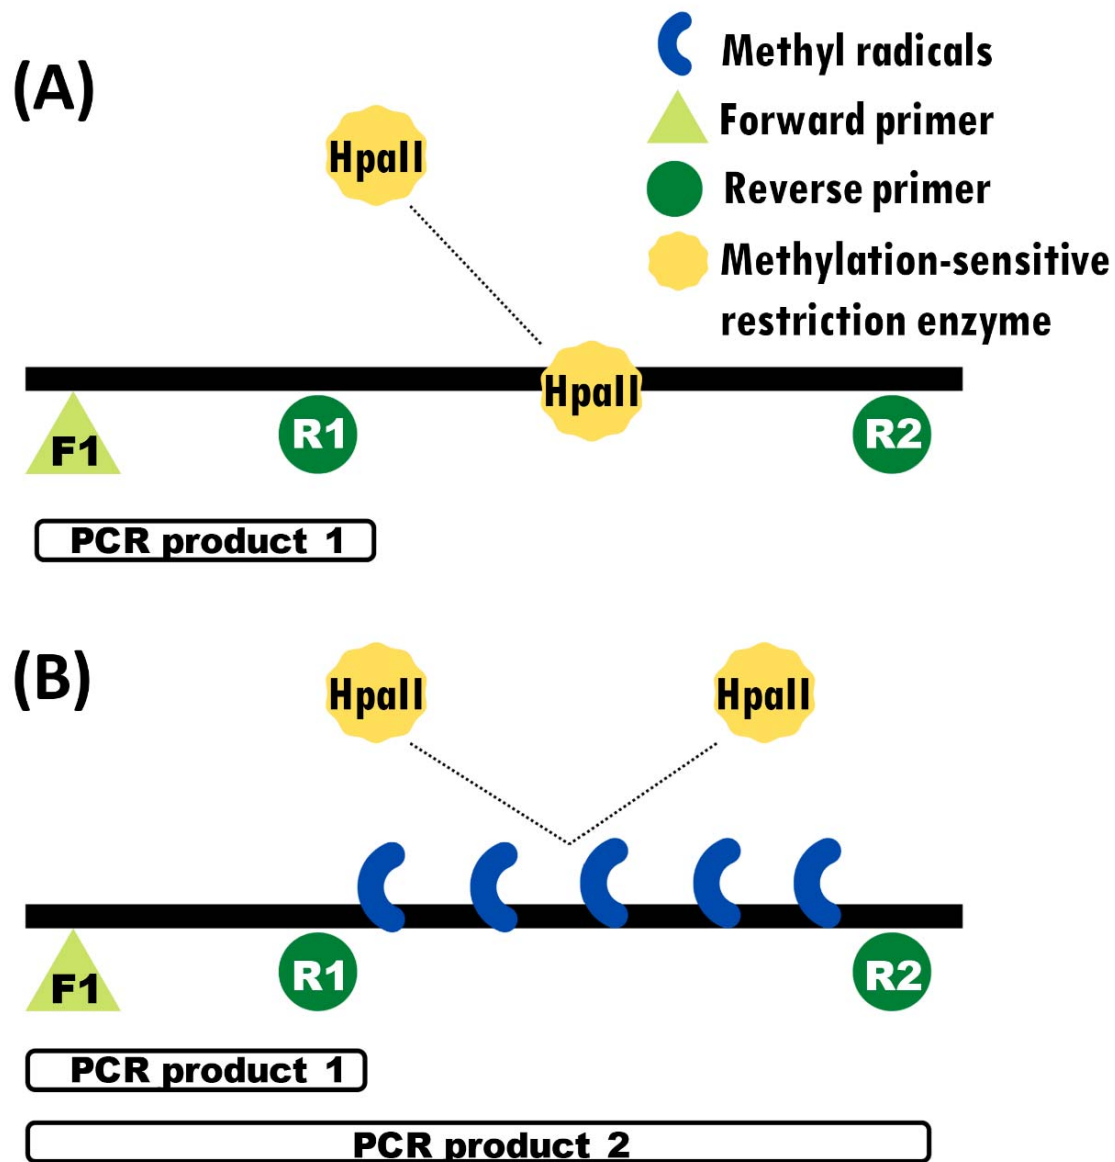 (A)
Methyl radicals
Forward primer
Reverse primer
Methylation-sensitive
restriction enzyme
HpaII
HpaII
F1
R1
R2
PCR product 1
(B)
HpaII
HpaII
F1
R1
R2
PCR product 1
PCR product 2